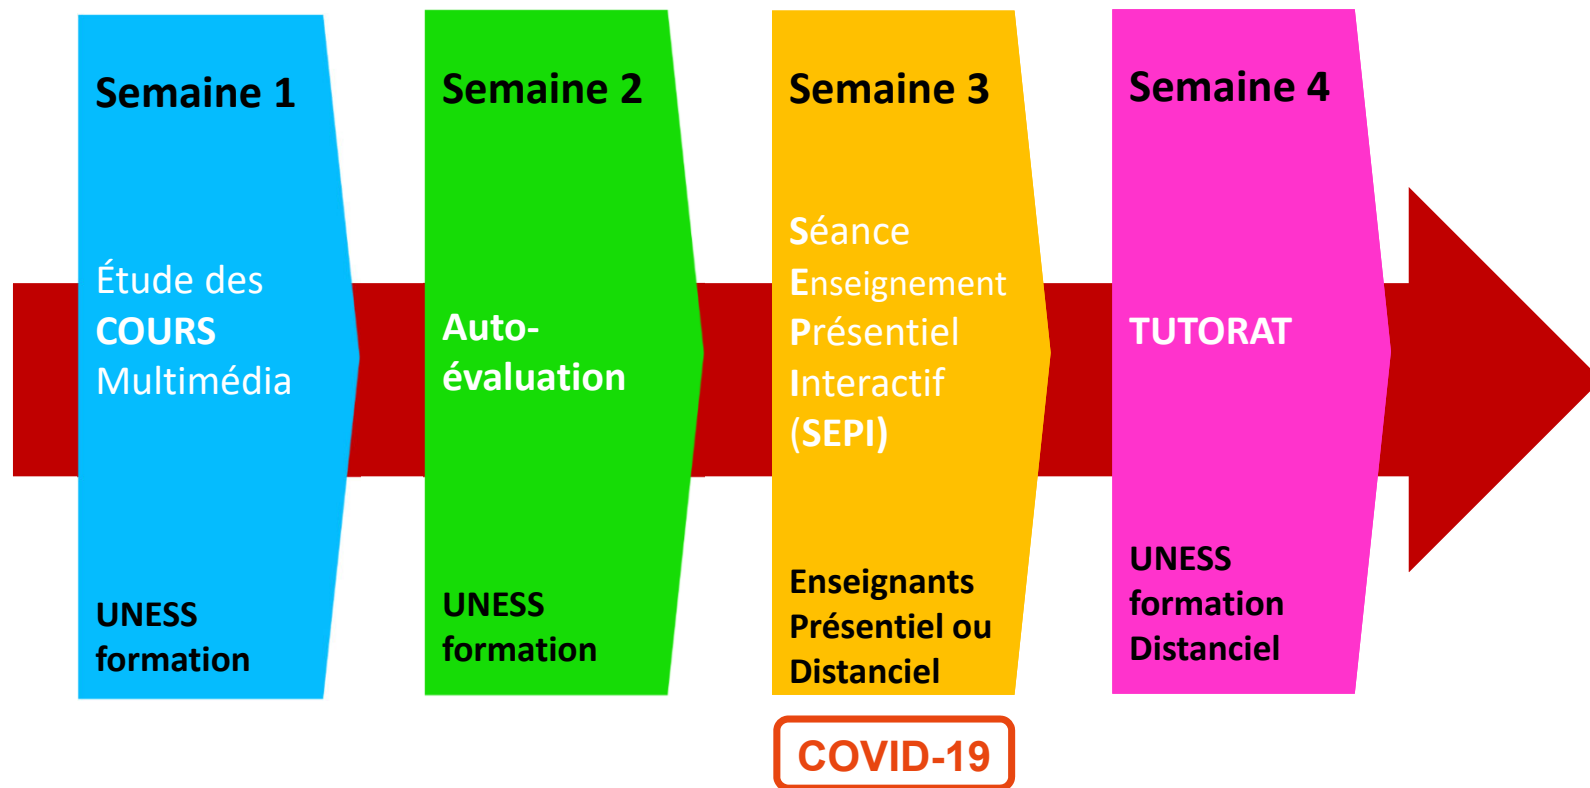 Semaine 1
Étude des
COURS
Multimédia
UNESS
formation
Semaine 2
Auto-
évaluation
UNESS
formation
Semaine 3
Séance
Enseignement
Présentiel
Interactif
(SEPI)
Enseignants
Présentiel ou
Distanciel
COVID-19
Semaine 4
TUTORAT
UNESS
formation
Distanciel